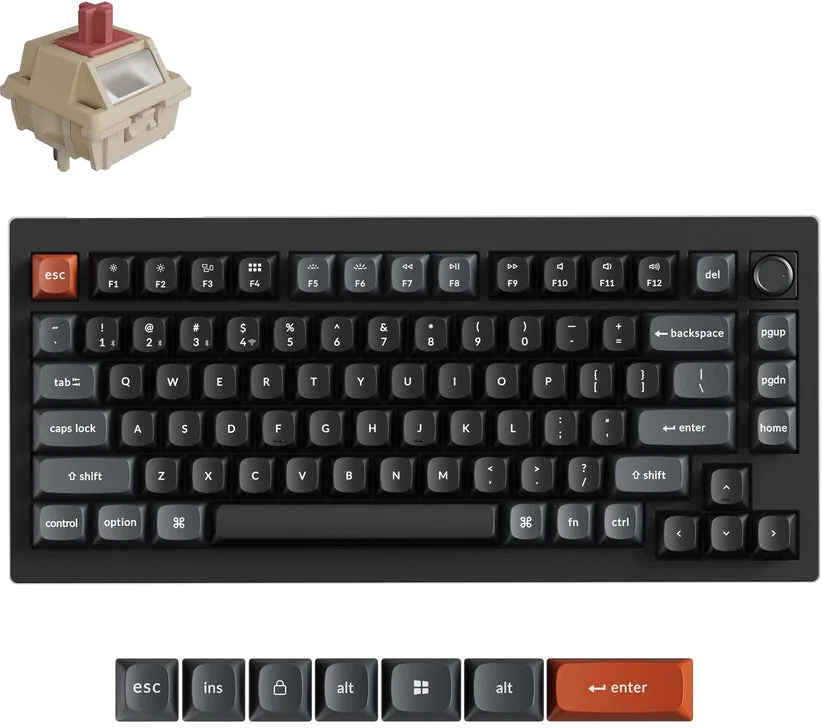 esc F1 F2 F3 F4 F5 F6 F7 F8 F9 F10 F11 F12 del
~ ! @ # $ % ^ & * ( ) — +
` 1 2 3 4 5 6 7 8 9 0 - = backspace pgup
tab Q W E R T Y U I O P { } | pgdn
[ ] \
caps lock A S D F G H J K L : " enter home
; '
shift Z X C V B N M < > ? shift ^
, . /
control option ⌘ ⌘ fn ctrl < ⌄ >
esc ins alt alt enter